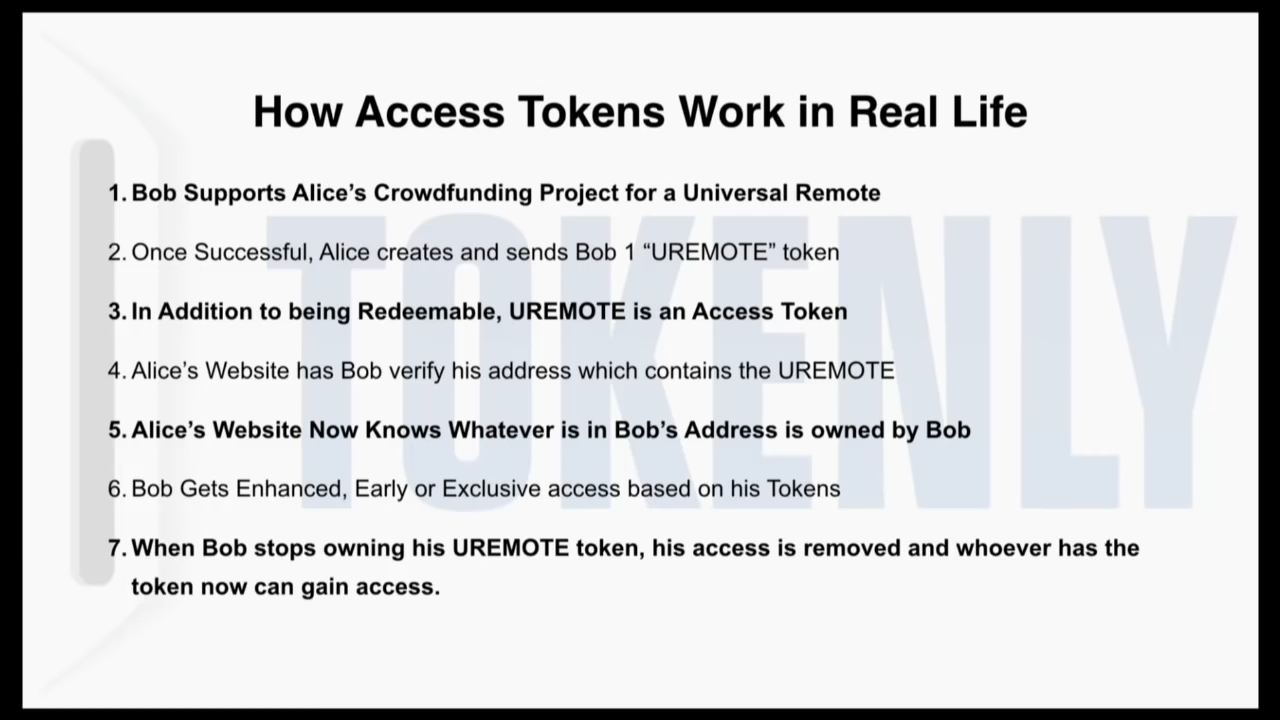 How Access Tokens Work in Real Life
1. Bob Supports Alice’s Crowdfunding Project for a Universal Remote
2. Once Successful, Alice creates and sends Bob 1 “UREMOTE” token
3. In Addition to being Redeemable, UREMOTE is an Access Token
4. Alice’s Website has Bob verify his address which contains the UREMOTE
5. Alice’s Website Now Knows Whatever is in Bob’s Address is owned by Bob
6. Bob Gets Enhanced, Early or Exclusive access based on his Tokens
7. When Bob stops owning his UREMOTE token, his access is removed and whoever has the
token now can gain access.
TOKENLY